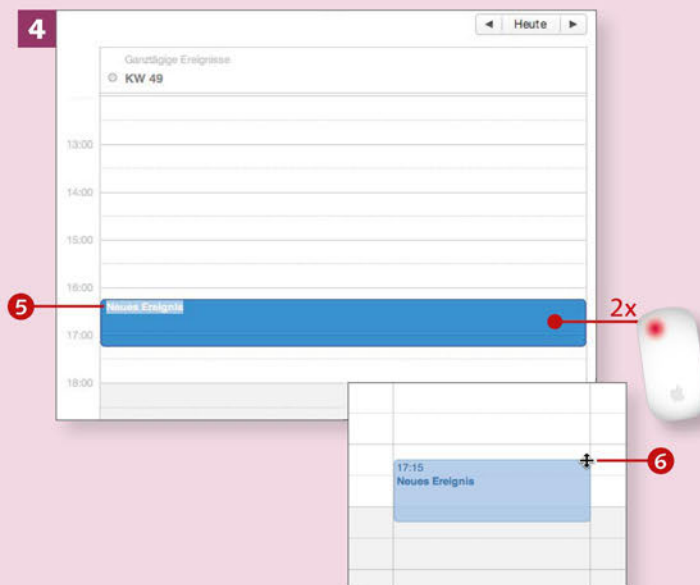 4
◄ Heute ►
Ganztägige Ereignisse
KW 49
13:00
14:00
15:00
16:00
5
Neues Ereignis
2x
17:00
18:00
6
17:15
Neues Ereignis